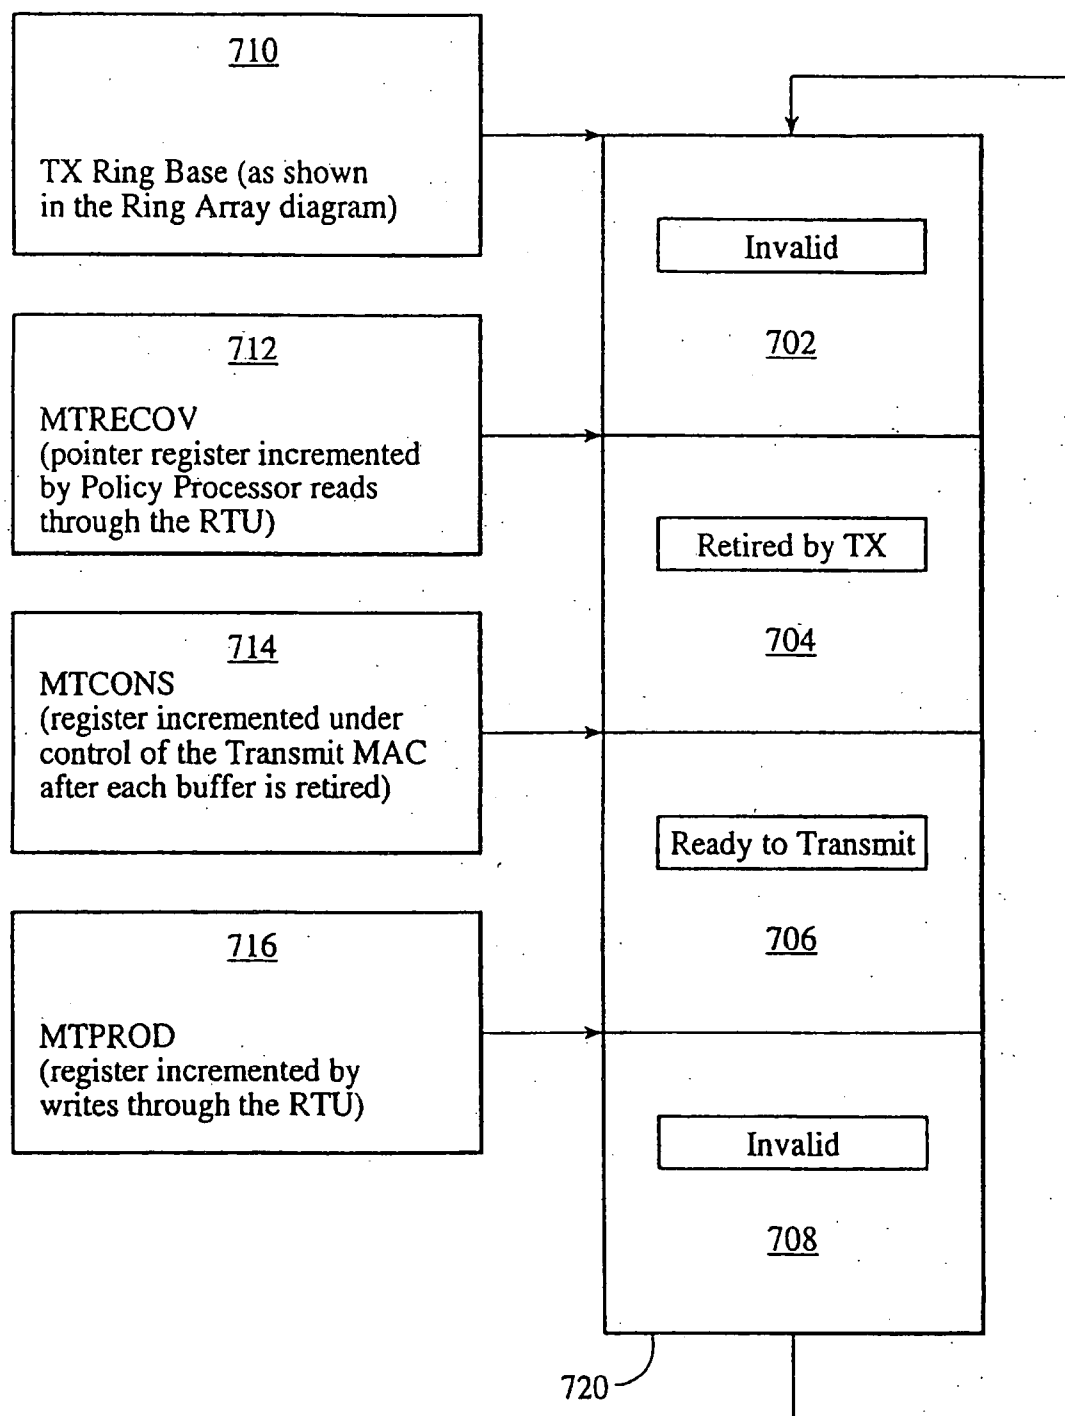 710
TX Ring Base (as shown
in the Ring Array diagram)
712
MTRECOV
(pointer register incremented
by Policy Processor reads
through the RTU)
714
MTCONS
(register incremented under
control of the Transmit MAC
after each buffer is retired)
716
MTPROD
(register incremented by
writes through the RTU)
Invalid
702
Retired by TX
704
Ready to Transmit
706
Invalid
708
720